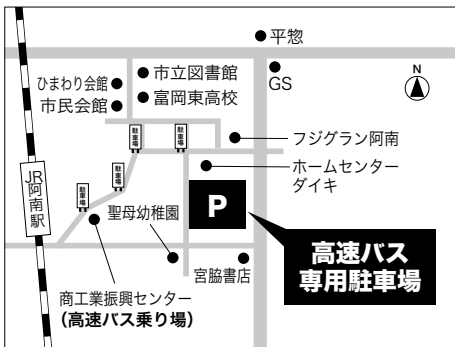 平惣
市立図書館
ひまわり会館
GS
N
市民会館
富岡東高校
駐車場
駐車場
フジグラン阿南
駐車場
ホームセンター
ダイキ
JR阿南駅
駐車場
P
聖母幼稚園
高速バス
専用駐車場
宮脇書店
商工業振興センター
(高速バス乗り場)